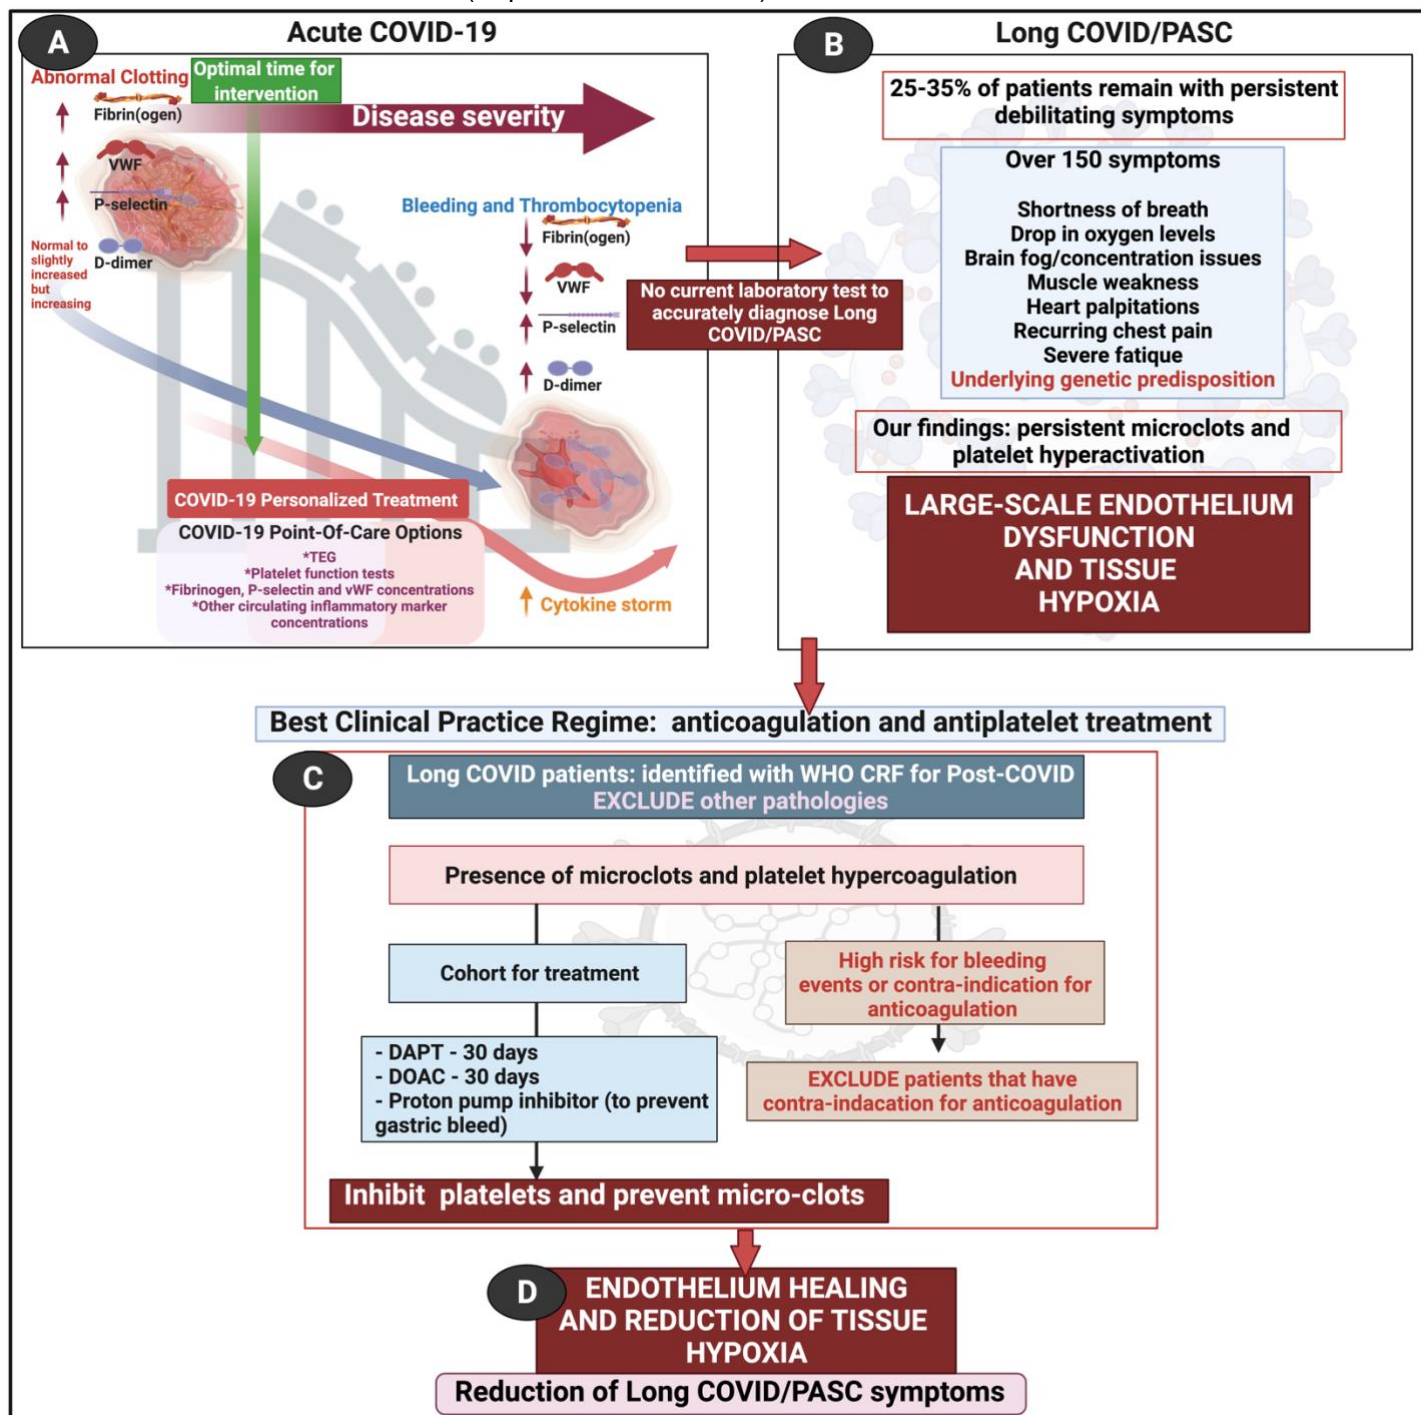 A
Acute COVID-19
Abnormal Clotting
Fibrin(ogen)
VWF
P-selectin
Normal to
slightly
increased
but
increasing
D-dimer
Optimal time for
intervention
Disease severity
Bleeding and Thrombocytopenia
Fibrin(ogen)
VWF
P-selectin
D-dimer
COVID-19 Personalized Treatment
COVID-19 Point-Of-Care Options
*TEG
*Platelet function tests
*Fibrinogen, P-selectin and vWF concentrations
*Other circulating inflammatory marker
concentrations
Cytokine storm
No current laboratory test to
accurately diagnose Long
COVID/PASC
B
Long COVID/PASC
25-35% of patients remain with persistent
debilitating symptoms
Over 150 symptoms
Shortness of breath
Drop in oxygen levels
Brain fog/concentration issues
Muscle weakness
Heart palpitations
Recurring chest pain
Severe fatique
Underlying genetic predisposition
Our findings: persistent microclots and
platelet hyperactivation
LARGE-SCALE ENDOTHELIUM
DYSFUNCTION
AND TISSUE
HYPOXIA
Best Clinical Practice Regime: anticoagulation and antiplatelet treatment
C
Long COVID patients: identified with WHO CRF for Post-COVID
EXCLUDE other pathologies
Presence of microclots and platelet hypercoagulation
Cohort for treatment
- DAPT - 30 days
- DOAC - 30 days
- Proton pump inhibitor (to prevent
gastric bleed)
High risk for bleeding
events or contra-indication for
anticoagulation
EXCLUDE patients that have
contra-indacation for anticoagulation
Inhibit platelets and prevent micro-clots
D
ENDOTHELIUM HEALING
AND REDUCTION OF TISSUE
HYPOXIA
Reduction of Long COVID/PASC symptoms